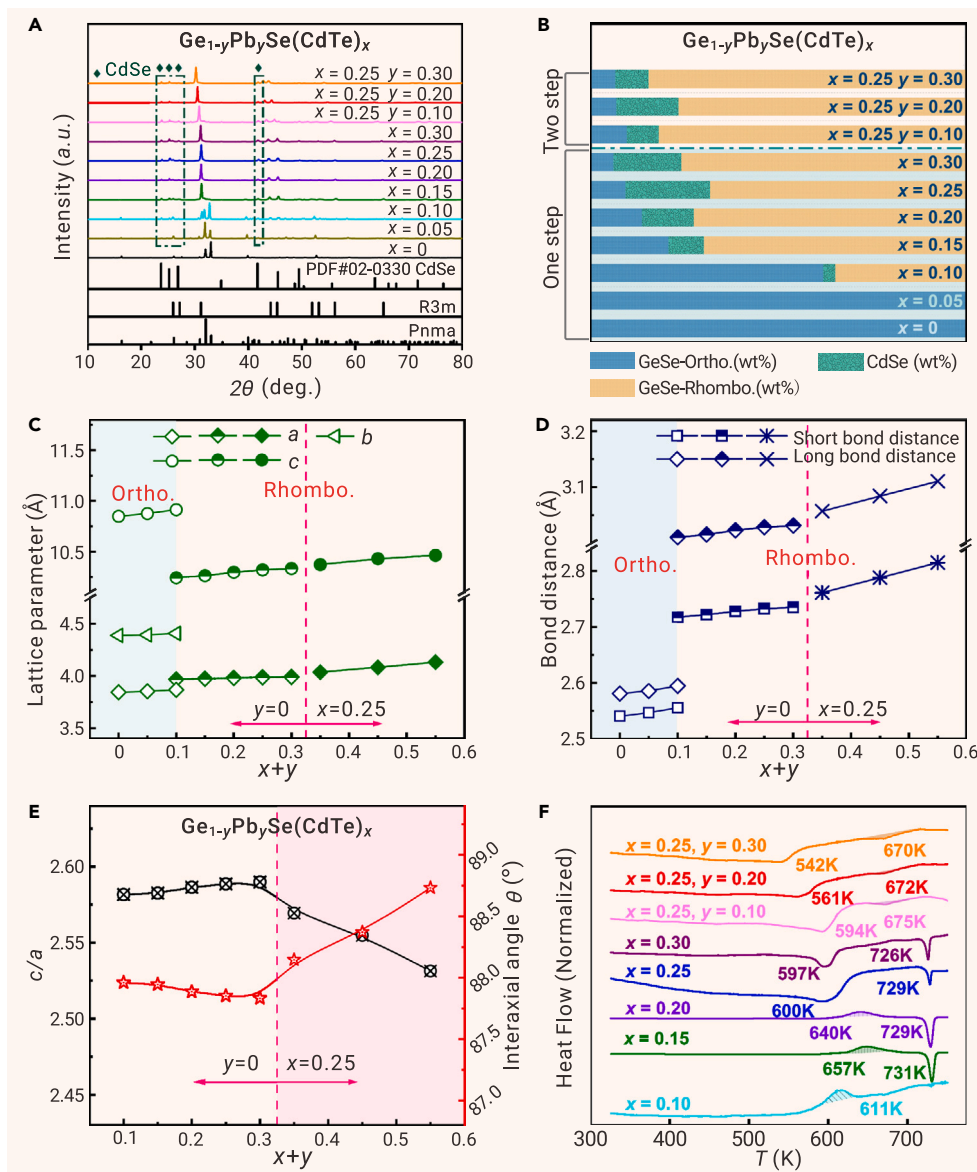 A
Ge1-yPbySe(CdTe)x
♦ CdSe
x = 0.25 y = 0.30
x = 0.25 y = 0.20
x = 0.25 y = 0.10
x = 0.30
x = 0.25
x = 0.20
x = 0.15
x = 0.10
x = 0.05
x = 0
PDF#02-0330 CdSe
R3m
Pnma
Intensity (a.u.)
10 20 30 40 50 60 70 80
2θ (deg.)
B
Ge1-yPbySe(CdTe)x
Two step
One step
x = 0.25 y = 0.30
x = 0.25 y = 0.20
x = 0.25 y = 0.10
x = 0.30
x = 0.25
x = 0.20
x = 0.15
x = 0.10
x = 0.05
x = 0
GeSe-Ortho.(wt%)
CdSe (wt%)
GeSe-Rhombo.(wt%)
C
a
b
c
Ortho.
Rhombo.
y=0
x=0.25
Lattice parameter (Å)
11.5
11.0
10.5
4.5
4.0
3.5
0 0.1 0.2 0.3 0.4 0.5 0.6
x+y
D
Short bond distance
Long bond distance
Ortho.
Rhombo.
y=0
x=0.25
Bond distance (Å)
3.2
3.1
2.8
2.7
2.6
2.5
0 0.1 0.2 0.3 0.4 0.5 0.6
x+y
E
Ge1-yPbySe(CdTe)x
y=0
x=0.25
c/a
2.60
2.55
2.50
2.45
Interaxial angle θ (°)
89.0
88.5
88.0
87.5
87.0
0.1 0.2 0.3 0.4 0.5 0.6
x+y
F
Heat Flow (Normalized)
x = 0.25, y = 0.30
542K
670K
x = 0.25, y = 0.20
561K
672K
x = 0.25, y = 0.10
594K
675K
x = 0.30
597K
726K
x = 0.25
600K
729K
x = 0.20
640K
729K
x = 0.15
657K
731K
x = 0.10
611K
300 400 500 600 700
T (K)